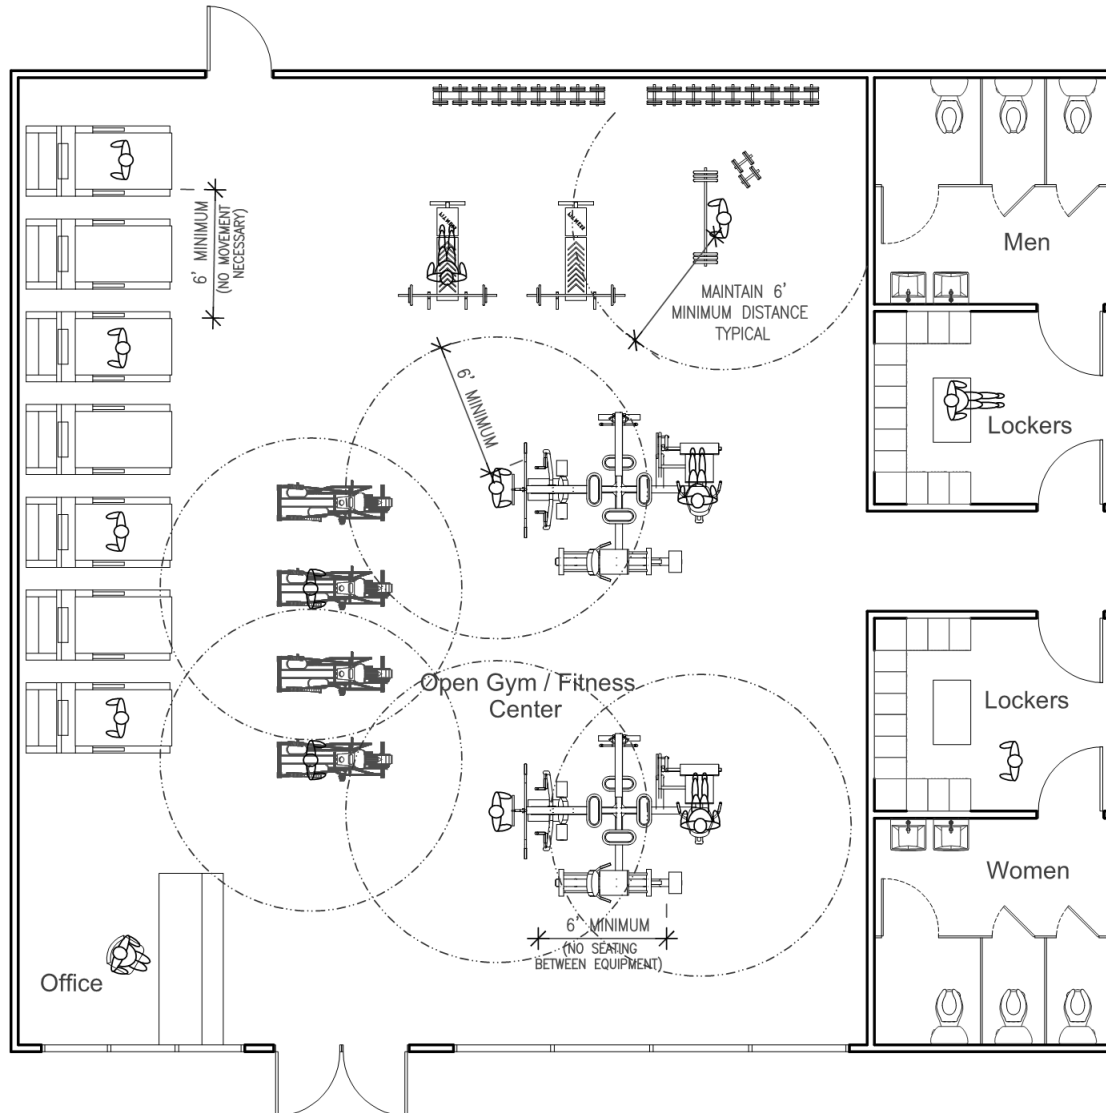 6' MINIMUM
(NO MOVEMENT
NECESSARY)
MAINTAIN 6'
MINIMUM DISTANCE
TYPICAL
Men
6' MINIMUM
Lockers
Open Gym / Fitness
Center
Lockers
Women
6' MINIMUM
(NO SEATING
BETWEEN EQUIPMENT)
Office